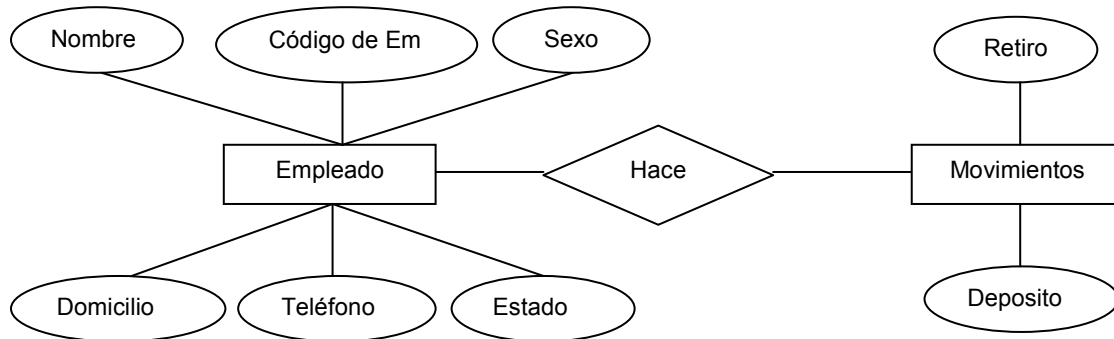 Nombre
Código de Em
Sexo
Retiro
Empleado
Hace
Movimientos
Domicilio
Teléfono
Estado
Deposito